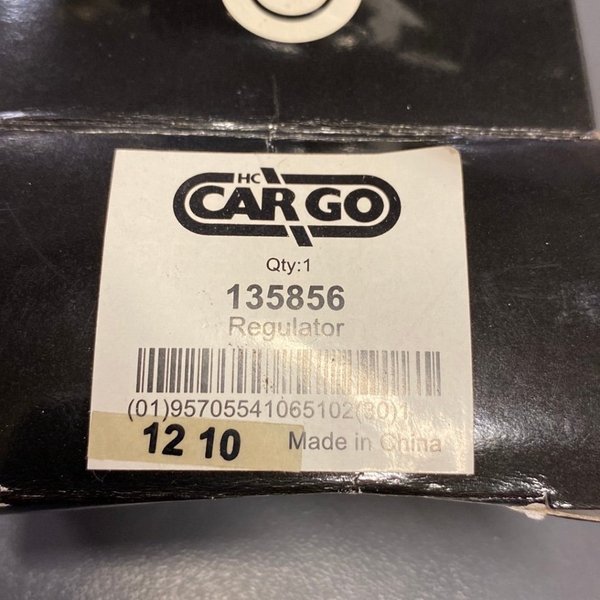 HC
CARGO
Qty:1
135856
Regulator
(01)95705541065102(30)1
12 10
Made in China